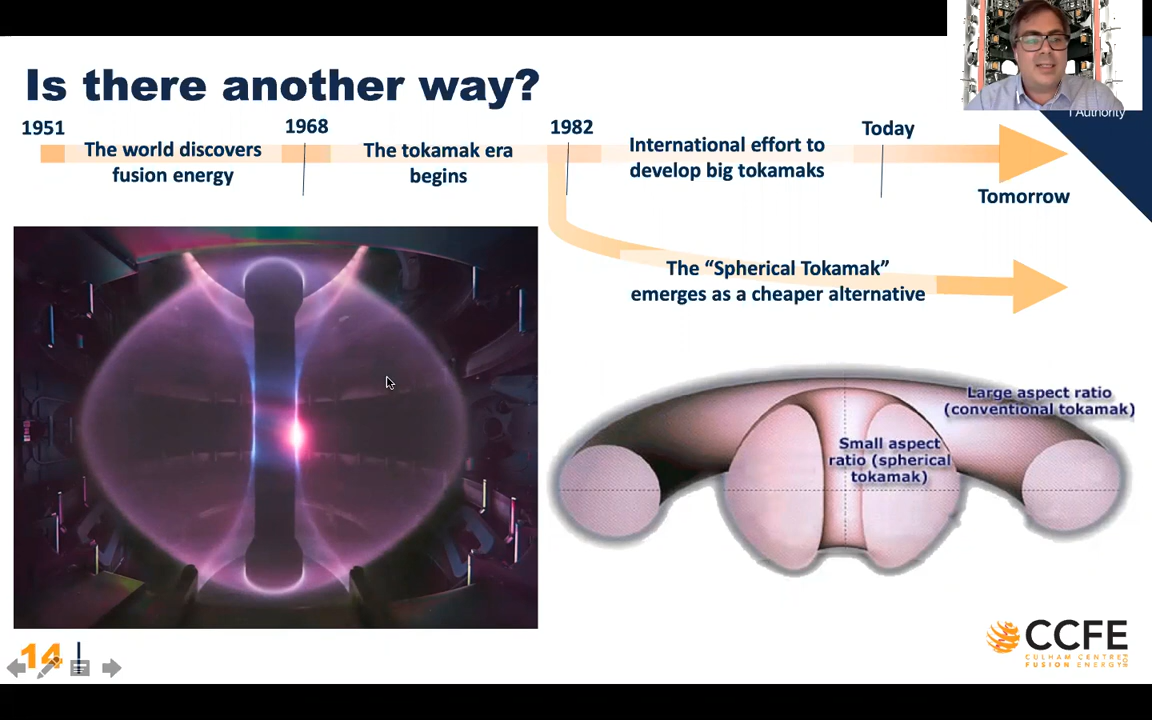 Is there another way?
1951
1968
1982
Today
The world discovers
fusion energy
The tokamak era
begins
International effort to
develop big tokamaks
Tomorrow
Authority
The “Spherical Tokamak”
emerges as a cheaper alternative
Large aspect ratio
(conventional tokamak)
Small aspect
ratio (spherical
tokamak)
14
CCFE
CULHAM CENTRE
FUSION ENERGY
FOR